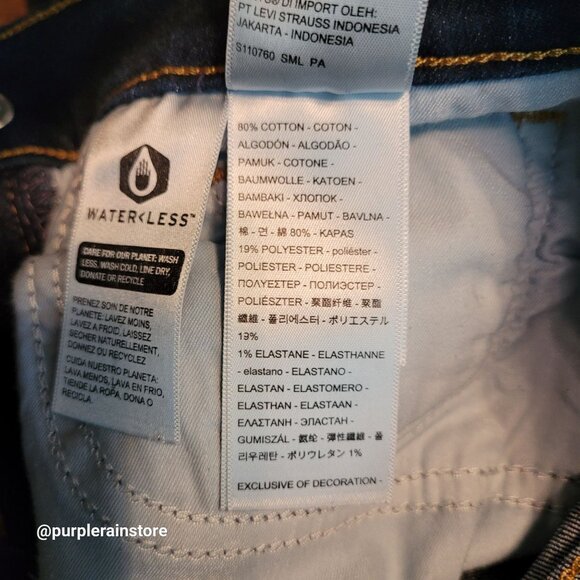 DI IMPORT OLEH:
PT LEVI STRAUSS INDONESIA
JAKARTA - INDONESIA
S110760 SML PA
80% COTTON - COTON -
ALGODÓN - ALGODÃO -
PAMUK - COTONE -
BAUMWOLLE - KATOEN -
BAMBAKI - ХЛОПОК -
BAWEŁNA - PAMUT - BAVLNA -
棉 - 면 - 綿 80% - KAPAS
19% POLYESTER - poliéster -
POLIESTER - POLIESTERE -
ΠΟΛΥΕΣΤΕΡ - ПОЛИЭСТЕР -
POLIÉSZTER - 聚酯纤维 - 聚酯
纖維 - 폴리에스터 - ポリエステル
19%
1% ELASTANE - ELASTHANNE
- elastano - ELASTANO -
ELASTAN - ELASTOMERO -
ELASTHAN - ELASTAAN -
ΕΛΑΣΤΑΝΗ - ЭЛАСТАН -
GUMISZÁL - 氨纶 - 彈性纖維 - 폴
리우레탄 - ポリウレタン 1%
EXCLUSIVE OF DECORATION -
WATER<LESS™
CARE FOR OUR PLANET: WASH
LESS, WASH COLD, LINE DRY,
DONATE OR RECYCLE
PRENEZ SOIN DE NOTRE
PLANÈTE: LAVEZ MOINS,
LAVEZ A FROID, LAISSEZ
SÉCHER NATURELLEMENT,
DONNEZ OU RECYCLEZ
CUIDA NUESTRO PLANETA:
LAVA MENOS, LAVA EN FRIO,
TIENDE LA ROPA, DONA O
RECICLA.
@purplerainstore